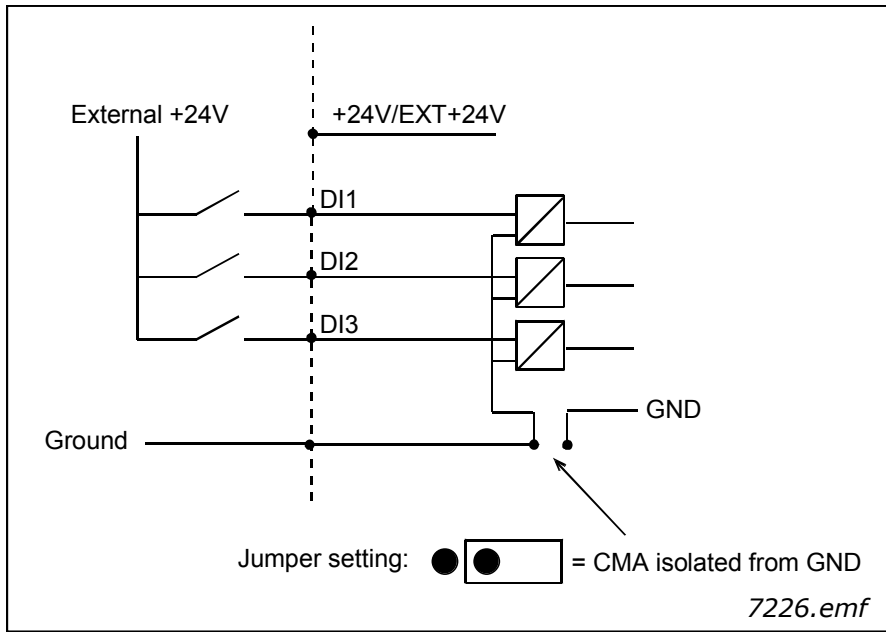 External +24V
+24V/EXT+24V
DI1
DI2
DI3
GND
Ground
Jumper setting:
= CMA isolated from GND
7226.emf